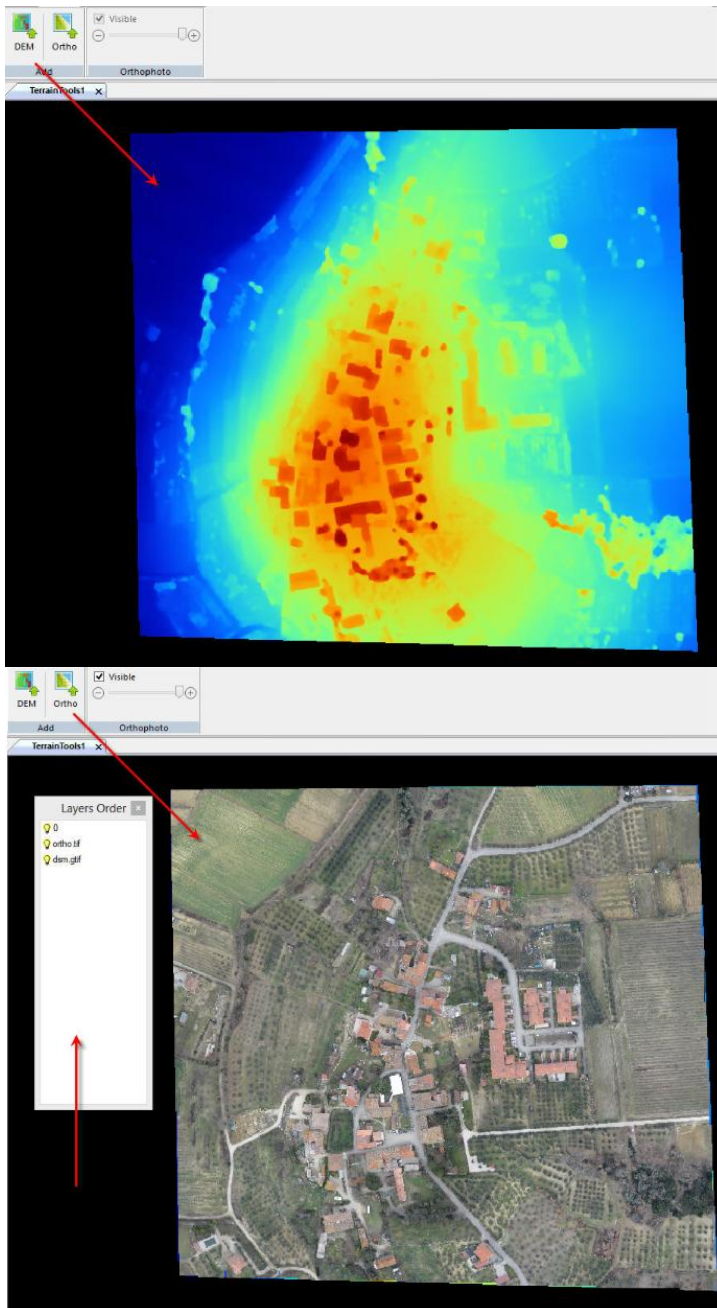 Visible
DEM Ortho
Add Orthophoto
TerrainTools1 x
Visible
DEM Ortho
Add Orthophoto
TerrainTools1 x
Layers Order x
0
ortho.tif
dsm.gtif